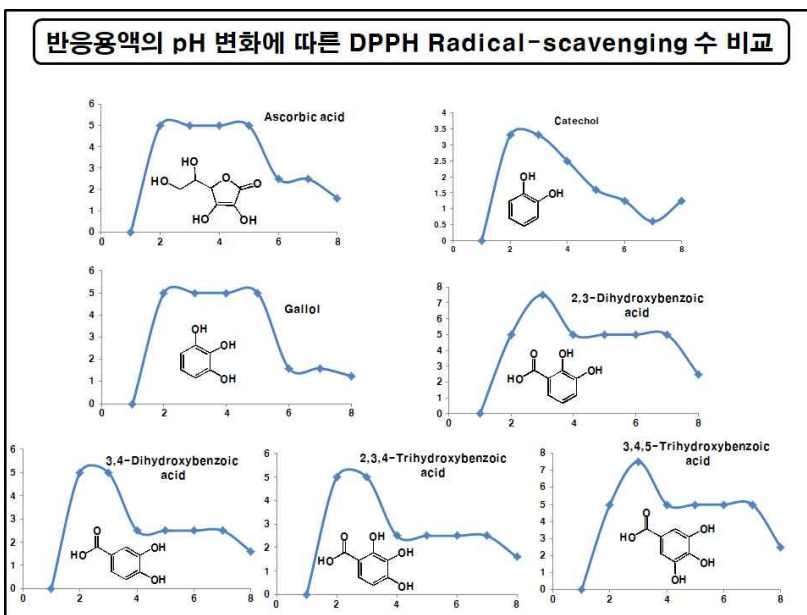 반응용액의 pH 변화에 따른 DPPH Radical-scavenging 수 비교
Ascorbic acid
6
5
4
3
2
1
0
0 2 4 6 8
HO
HO
O
O
HO OH
Catechol
4
3.5
3
2.5
2
1.5
1
0.5
0
0 2 4 6 8
OH
OH
Gallol
6
5
4
3
2
1
0
0 2 4 6 8
OH
OH
OH
2,3-Dihydroxybenzoic
acid
8
7
6
5
4
3
2
1
0
0 2 4 6 8
O OH
HO OH
3,4-Dihydroxybenzoic
acid
6
5
4
3
2
1
0
0 2 4 6 8
O
HO
OH
OH
2,3,4-Trihydroxybenzoic
acid
6
5
4
3
2
1
0
0 2 4 6 8
O OH
HO OH
OH
3,4,5-Trihydroxybenzoic
acid
8
7
6
5
4
3
2
1
0
0 2 4 6 8
O
HO
OH
OH
OH